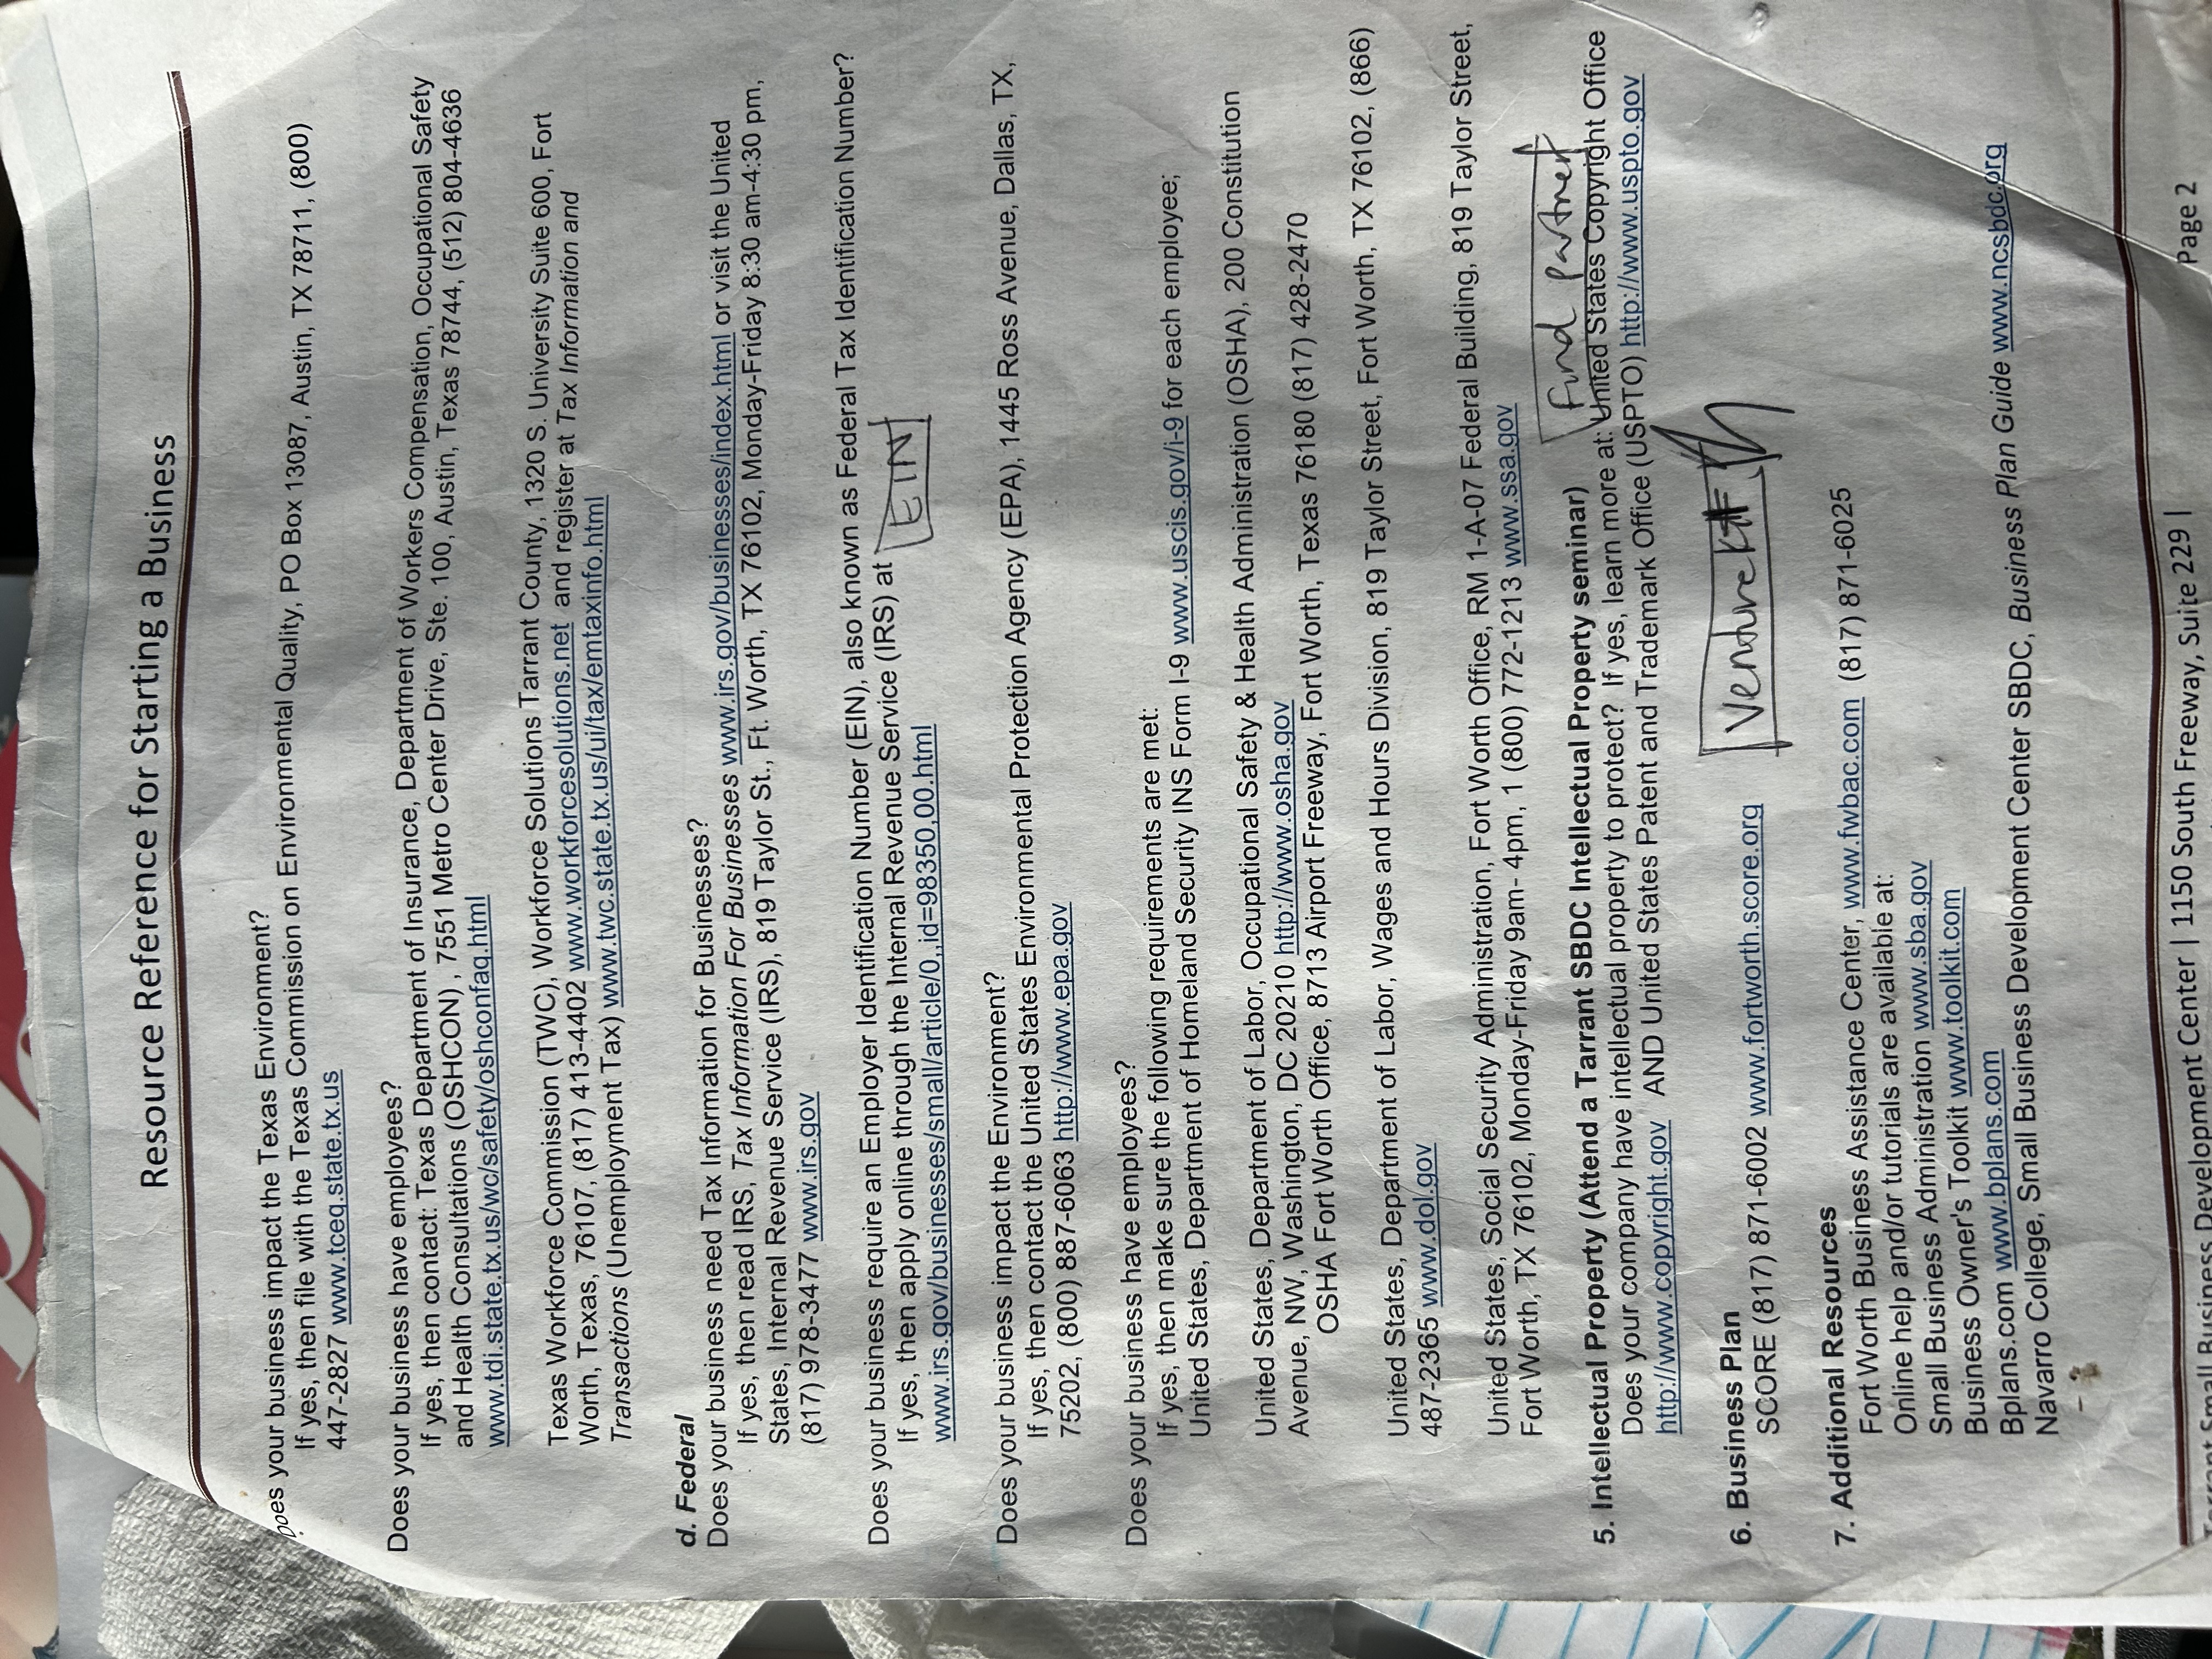 Resource Reference for Starting a Business
Does your business impact the Texas Environment?
If yes, then file with the Texas Commission on Environmental Quality, PO Box 13087, Austin, TX 78711, (800)
447-2827 www.tceq.state.tx.us
Does your business have employees?
If yes, then contact: Texas Department of Insurance, Department of Workers Compensation, Occupational Safety
and Health Consultations (OSHCON) , 7551 Metro Center Drive, Ste. 100, Austin, Texas 78744, (512) 804-4636
www.tdi.state.tx.us/wc/safety/oshconfaq.html
Texas Workforce Commission (TWC), Workforce Solutions Tarrant County, 1320 S. University Suite 600, Fort
Worth, Texas, 76107, (817) 413-4402 www.workforcesolutions.net and register at Tax Information and
Transactions (Unemployment Tax) www.twc.state.tx.us/ui/tax/emtaxinfo.html
d. Federal
Does your business need Tax Information for Businesses?
If yes, then read IRS, Tax Information For Businesses www.irs.gov/businesses/index.html or visit the United
States, Internal Revenue Service (IRS), 819 Taylor St., Ft. Worth, TX 76102, Monday-Friday 8:30 am-4:30 pm,
(817) 978-3477 www.irs.gov
Does your business require an Employer Identification Number (EIN), also known as Federal Tax Identification Number?
If yes, then apply online through the Internal Revenue Service (IRS) at
EIN
www.irs.gov/businesses/small/article/0,,id=98350,00.html
Does your business impact the Environment?
If yes, then contact the United States Environmental Protection Agency (EPA), 1445 Ross Avenue, Dallas, TX,
75202, (800) 887-6063 http://www.epa.gov
Does your business have employees?
If yes, then make sure the following requirements are met:
United States, Department of Homeland Security INS Form I-9 www.uscis.gov/i-9 for each employee;
United States, Department of Labor, Occupational Safety & Health Administration (OSHA), 200 Constitution
Avenue, NW, Washington, DC 20210 http://www.osha.gov
OSHA Fort Worth Office, 8713 Airport Freeway, Fort Worth, Texas 76180 (817) 428-2470
United States, Department of Labor, Wages and Hours Division, 819 Taylor Street, Fort Worth, TX 76102, (866)
487-2365 www.dol.gov
United States, Social Security Administration, Fort Worth Office, RM 1-A-07 Federal Building, 819 Taylor Street,
Fort Worth, TX 76102, Monday-Friday 9am- 4pm, 1 (800) 772-1213 www.ssa.gov
Find partner
5. Intellectual Property (Attend a Tarrant SBDC Intellectual Property seminar)
Does your company have intellectual property to protect? If yes, learn more at: United States Copyright Office
http://www.copyright.gov AND United States Patent and Trademark Office (USPTO) http://www.uspto.gov
6. Business Plan
SCORE (817) 871-6002 www.fortworth.score.org
7. Additional Resources
Fort Worth Business Assistance Center, www.fwbac.com (817) 871-6025
Online help and/or tutorials are available at:
Small Business Administration www.sba.gov
Business Owner's Toolkit www.toolkit.com
Bplans.com www.bplans.com
Navarro College, Small Business Development Center SBDC, Business Plan Guide www.ncsbdc.org
Tarrant Small Business Development Center | 1150 South Freeway, Suite 229 |
Page 2